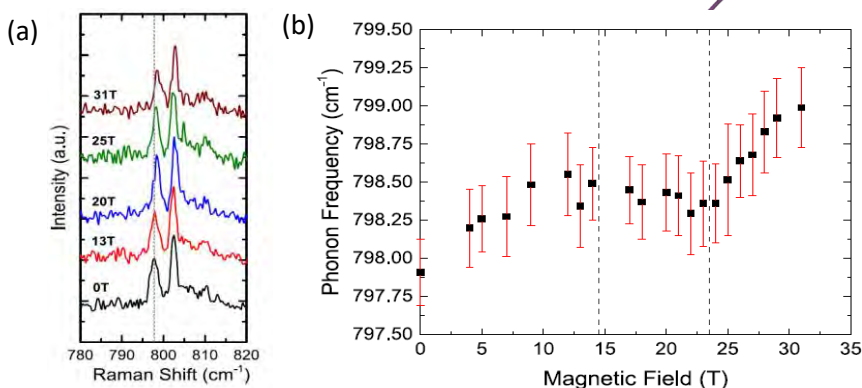 (a)
Intensity (a.u.)
31T
25T
20T
13T
0T
780 790 800 810 820
Raman Shift (cm⁻¹)
(b)
Phonon Frequency (cm⁻¹)
799.50
799.25
799.00
798.75
798.50
798.25
798.00
797.75
797.50
0 5 10 15 20 25 30 35
Magnetic Field (T)